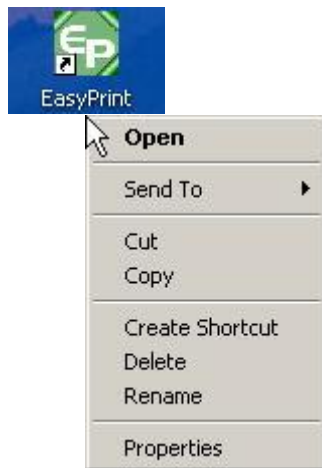 EP
EasyPrint
Open
Send To
Cut
Copy
Create Shortcut
Delete
Rename
Properties